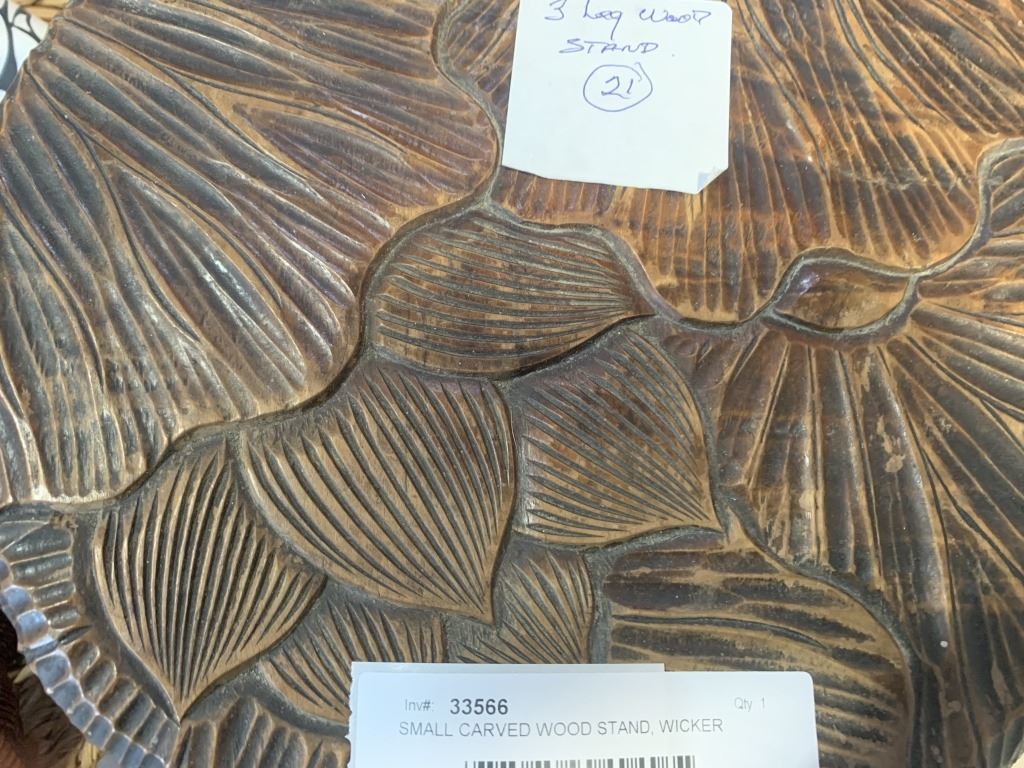 3 Leg Wood
STAND.
21
Inv#: 33566 Qty 1
SMALL CARVED WOOD STAND, WICKER